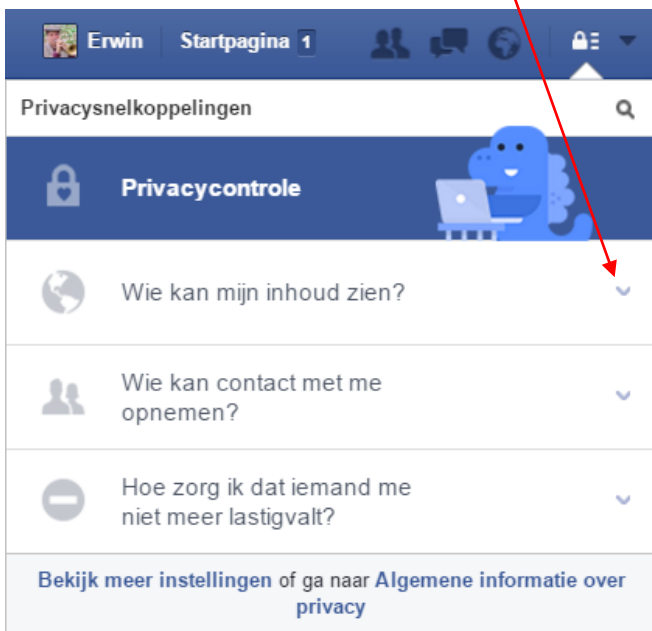 Erwin Startpagina 1
Privacysnelkoppelingen
Privacycontrole
Wie kan mijn inhoud zien?
Wie kan contact met me
opnemen?
Hoe zorg ik dat iemand me
niet meer lastigvalt?
Bekijk meer instellingen of ga naar Algemene informatie over
privacy